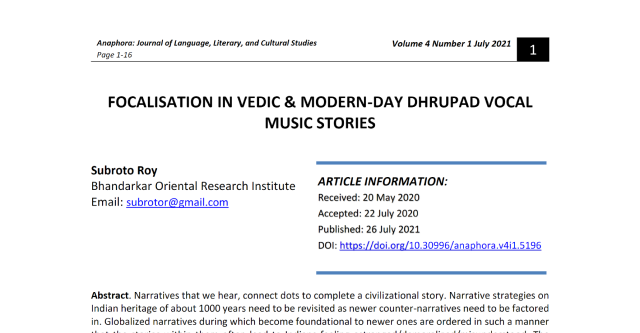 Anaphora: Journal of Language, Literary, and Cultural Studies
Volume 4 Number 1 July 2021
1
Page 1-16
FOCALISATION IN VEDIC & MODERN-DAY DHRUPAD VOCAL
MUSIC STORIES
Subroto Roy
Bhandarkar Oriental Research Institute
Email: subrotor@gmail.com
ARTICLE INFORMATION:
Received: 20 May 2020
Accepted: 22 July 2020
Published: 26 July 2021
DOI: https://doi.org/10.30996/anaphora.v4i1.5196
Abstract. Narratives that we hear, connect dots to complete a civilizational story. Narrative strategies on
Indian heritage of about 1000 years need to be revisited as newer counter-narratives need to be factored
in. Globalized narratives during which become foundational to newer ones are ordered in such a manner